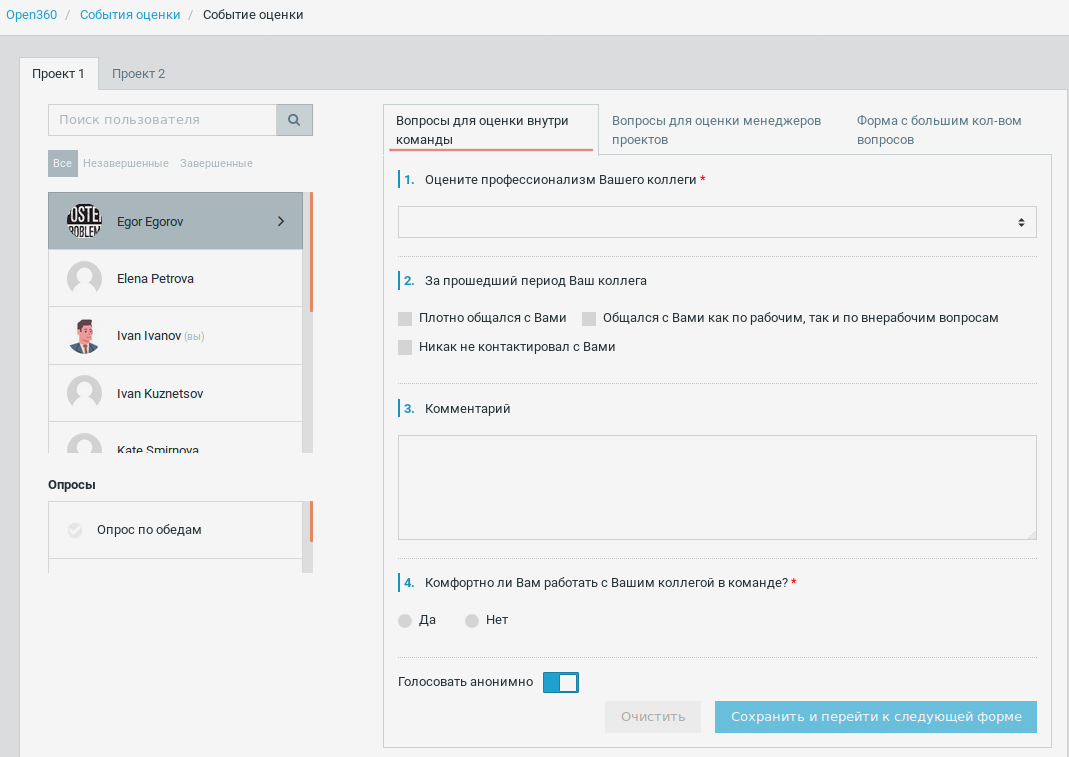 Open360 / События оценки / Событие оценки
Проект 1
Проект 2
Поиск пользователя
Все Незавершенные Завершенные
OSTE
ROBLEM
Egor Egorov
Elena Petrova
Ivan Ivanov (вы)
Ivan Kuznetsov
Kate Smirnova
Опросы
Опрос по обедам
Вопросы для оценки внутри
команды
Вопросы для оценки менеджеров
проектов
Форма с большим кол-вом
вопросов
1. Оцените профессионализм Вашего коллеги *
2. За прошедший период Ваш коллега
Плотно общался с Вами
Общался с Вами как по рабочим, так и по внерабочим вопросам
Никак не контактировал с Вами
3. Комментарий
4. Комфортно ли Вам работать с Вашим коллегой в команде? *
Да
Нет
Голосовать анонимно
Очистить
Сохранить и перейти к следующей форме